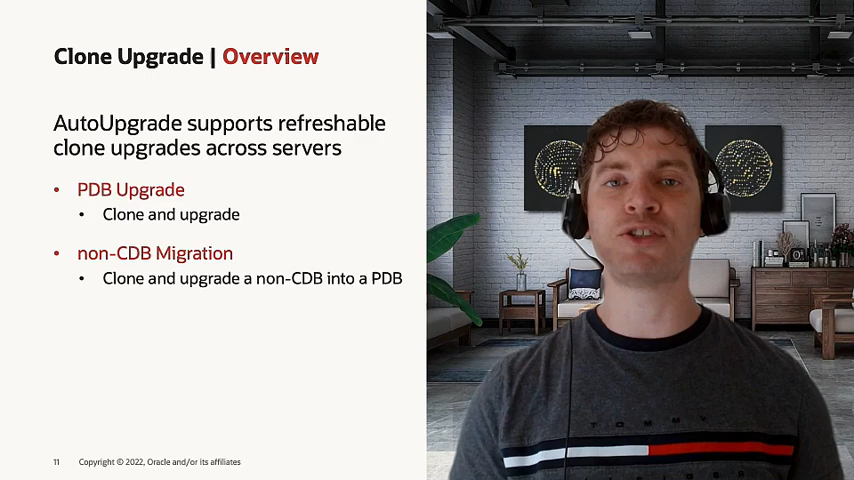 Clone Upgrade | Overview
AutoUpgrade supports refreshable
clone upgrades across servers
• PDB Upgrade
• Clone and upgrade
• non-CDB Migration
• Clone and upgrade a non-CDB into a PDB
11 Copyright © 2022, Oracle and/or its affiliates
TOMMY